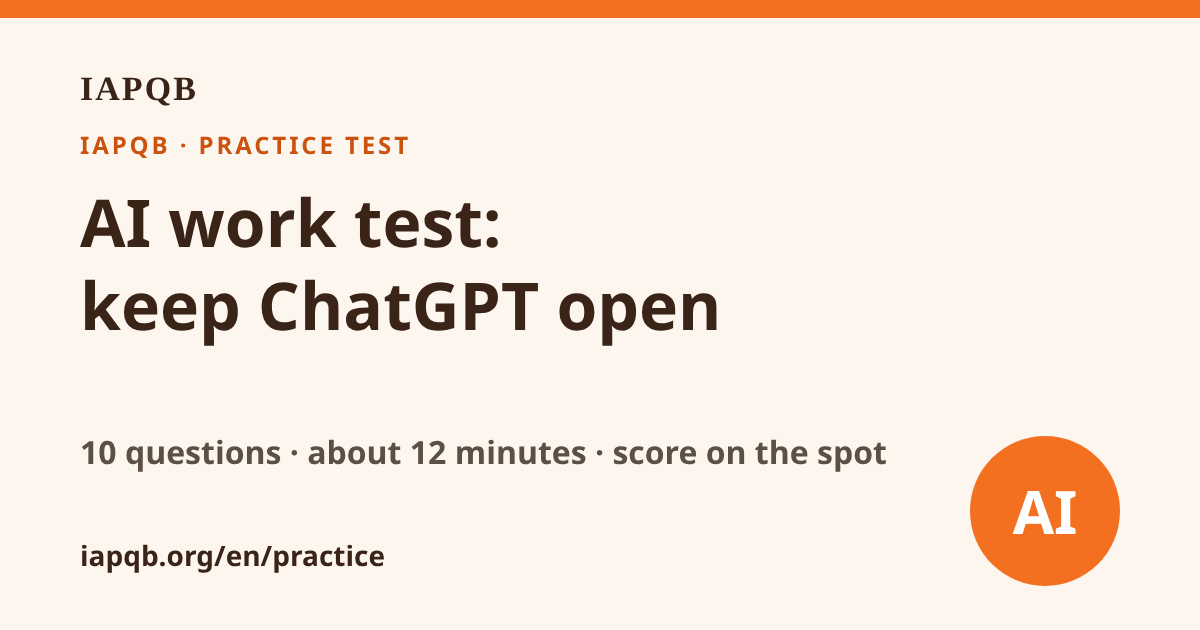 IAPQB
IAPQB · PRACTICE TEST
AI work test:
keep ChatGPT open
10 questions · about 12 minutes · score on the spot
AI
iapqb.org/en/practice